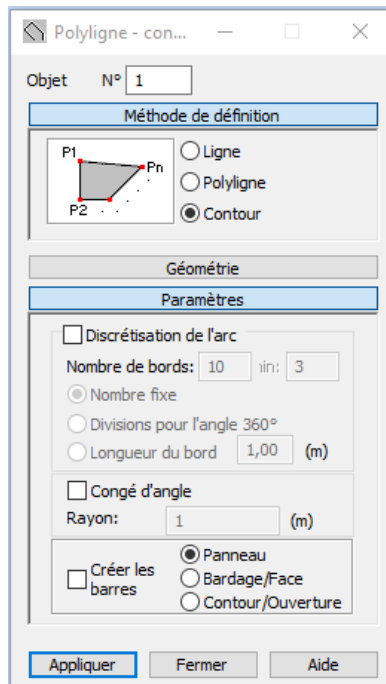 Polyligne - con...
Objet N° 1
Méthode de définition
P1
Pn
P2
Ligne
Polyligne
Contour
Géométrie
Paramètres
Discrétisation de l'arc
Nombre de bords: 10 nin: 3
Nombre fixe
Divisions pour l'angle 360°
Longueur du bord 1,00 (m)
Congé d'angle
Rayon: 1 (m)
Créer les barres
Panneau
Bardage/Face
Contour/Ouverture
Appliquer Fermer Aide